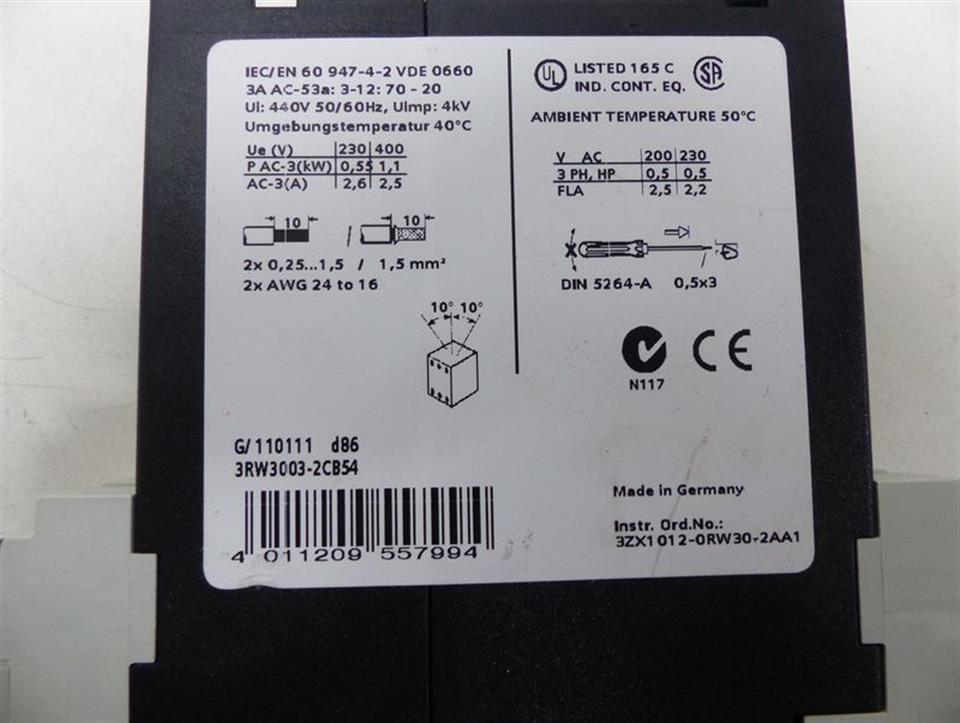 IEC/EN 60 947-4-2 VDE 0660
3A AC-53a: 3-12: 70 - 20
Ui: 440V 50/60Hz, UImp: 4kV
Umgebungstemperatur 40°C
Ue (V) 230 400
P AC-3(kW) 0,55 1,1
AC-3(A) 2,6 2,5
10 / 10
2x 0,25...1,5 / 1,5 mm²
2x AWG 24 to 16
10° 10°
G/110111 d86
3RW3003-2CB54
4 011209 557994
UL LISTED 165 C SA
IND. CONT. EQ.
AMBIENT TEMPERATURE 50°C
V AC 200 230
3 PH, HP 0,5 0,5
FLA 2,5 2,2
DIN 5264-A 0,5x3
CE
N117
Made in Germany
Instr. Ord.No.:
3ZX1012-0RW30-2AA1